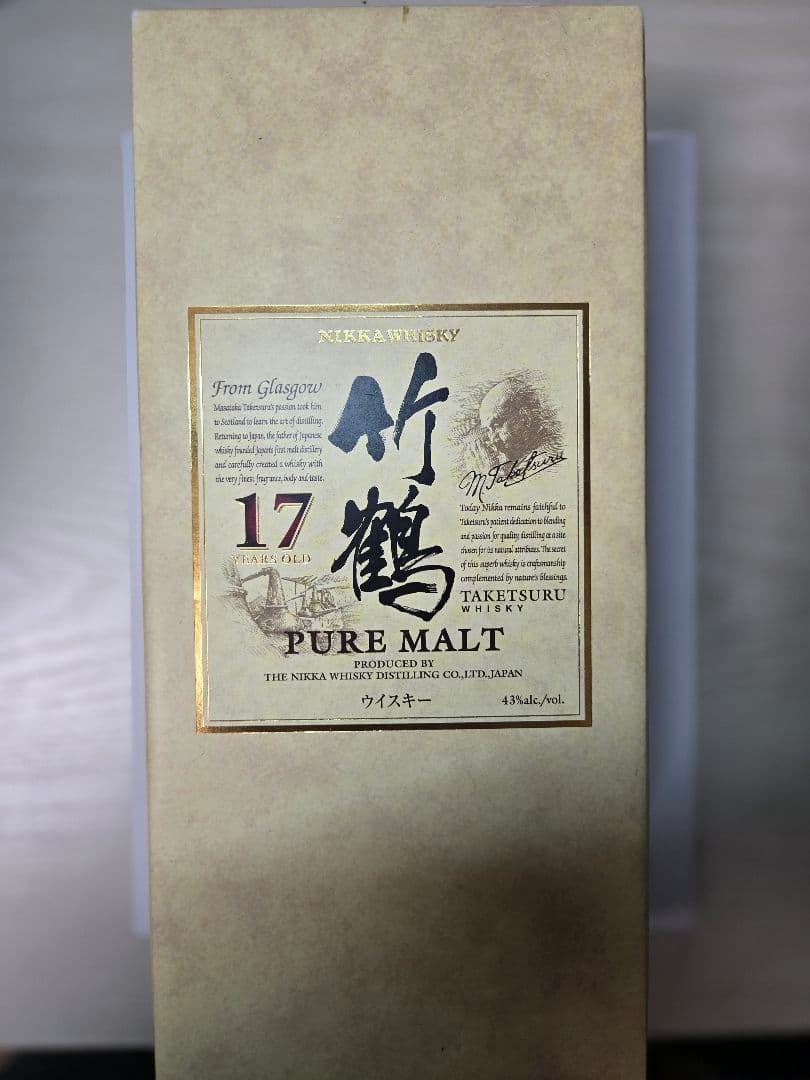 NIKKA WHISKY
From Glasgow
Masataka Taketsuru's passion took him
to Scotland to learn the art of distilling.
Returning to Japan, the father of Japanese
whisky founded Japan's first malt distillery
and carefully created a whisky with
the very finest fragrance, body and taste.
17
YEARS OLD
竹鶴
M. Taketsuru
Today Nikka remains faithful to
Taketsuru's patient dedication to blending
and passion for quality, distilling at a site
chosen for its natural attributes. The secret
of this superb whisky is craftsmanship
complemented by nature's blessings.
TAKETSURU
WHISKY
PURE MALT
PRODUCED BY
THE NIKKA WHISKY DISTILLING CO.,LTD.,JAPAN
ウイスキー
43%alc./vol.